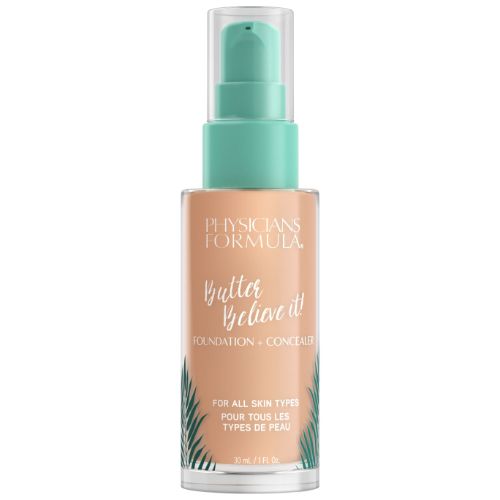 PHYSICIANS
FORMULA®
Butter
Believe it!
FOUNDATION + CONCEALER
FOR ALL SKIN TYPES
POUR TOUS LES
TYPES DE PEAU
30 mL / 1 Fl. Oz.